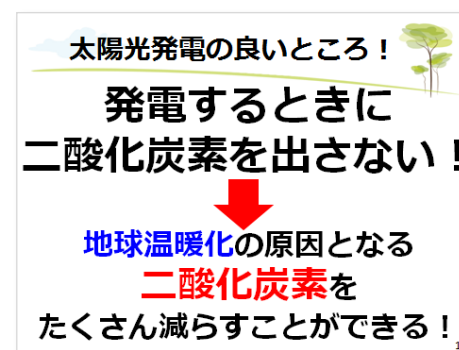 太陽光発電の良いところ！
発電するときに
二酸化炭素を出さない！
地球温暖化の原因となる
二酸化炭素を
たくさん減らすことができる！
1